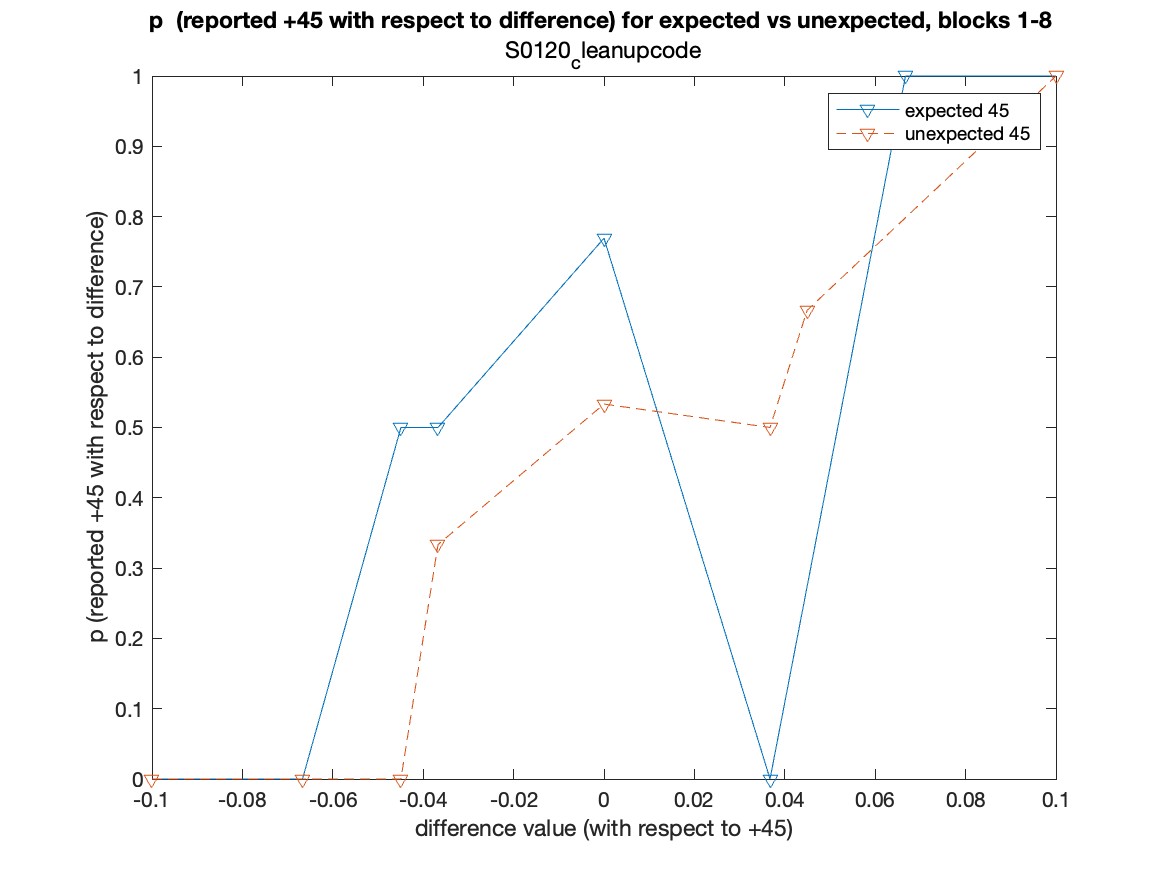 p  (reported +45 with respect to difference) for expected vs unexpected, blocks 1-8
S0120cleanupcode
1
0.9
0.8
0.7
0.6
0.5
0.4
0.3
0.2
0.1
0
p (reported +45 with respect to difference)
expected 45
unexpected 45
-0.1 -0.08 -0.06 -0.04 -0.02 0 0.02 0.04 0.06 0.08 0.1
difference value (with respect to +45)